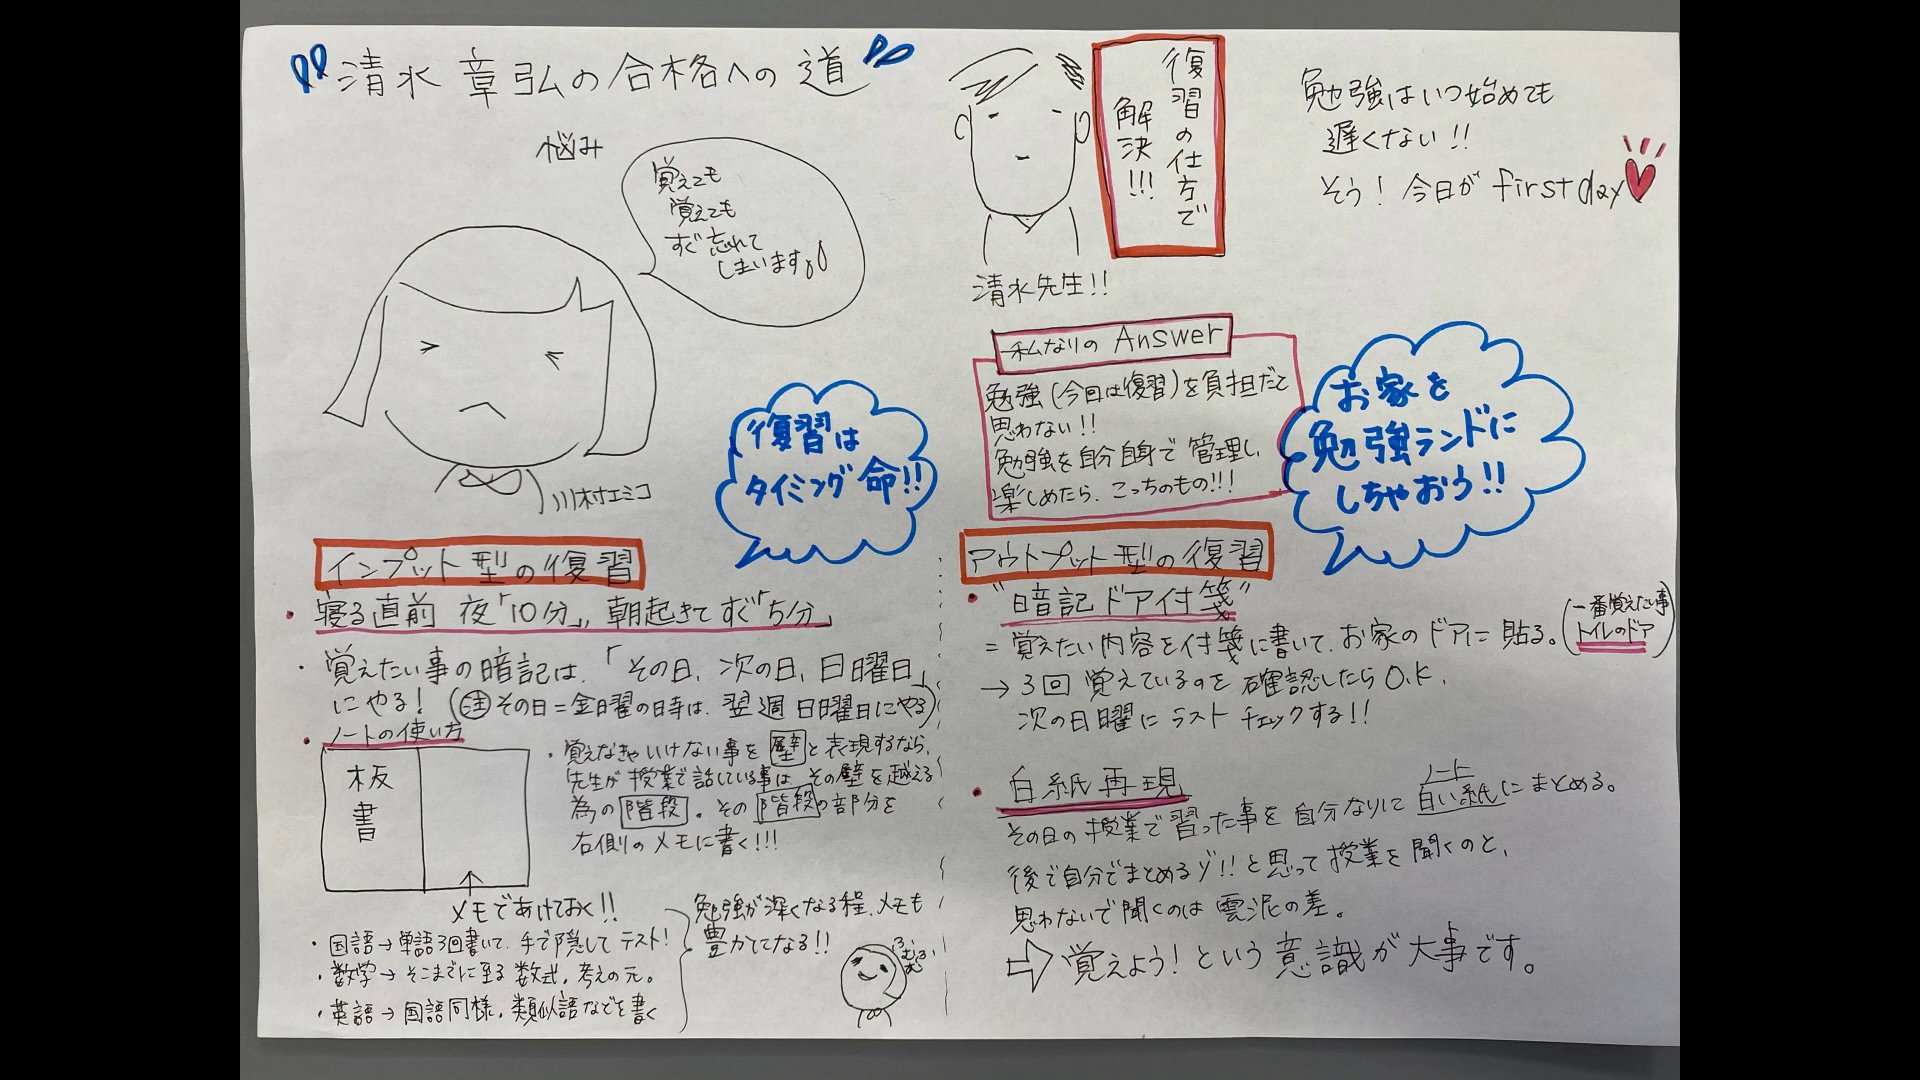 清水章弘の合格への道
悩み
覚えても
覚えても
すぐ忘れて
しまいます
川村エミコ
復習の仕方で
解決!!!
清水先生!!
勉強はいつ始めても
遅くない!!
そう！今日が first day
私なりの Answer
勉強(今回は復習)を負担だと
思わない!!
勉強を自分自身で管理し、
楽しめたら、こっちのもの!!!
復習は
タイミング命!!
お家を
勉強ランドに
しちゃおう!!
インプット型の復習
・寝る直前 夜「10分」, 朝起きてすぐ「5分」
・覚えたい事の暗記は、「その日、次の日、日曜日」
にやる！(注 その日=金曜の日時は、翌週日曜日にやる)
・ノートの使い方
板書
メモであけておく!!
・覚えなきゃいけない事を壁と表現するなら、
先生が授業で話している事は、その壁を越える
為の階段。その階段の部分を
右側のメモに書く!!!
・国語→単語3回書いて、手で隠してテスト!
・数学→そこまでに至る数式，考えの元。
・英語→国語同様，類似語などを書く
勉強が深くなる程、メモも
豊かになる!!
ふむふむ
アウトプット型の復習
・"暗記ドア付箋"
=覚えたい内容を付箋に書いて、お家のドアに貼る。(一番覚えたい事
トイレのドア)
→3回覚えているのを確認したらO.K.
次の日曜にラストチェックする!!
・白紙再現
その日の授業で習った事を自分なりに白い紙にまとめる。
ノート
後で自分でまとめるゾ!!と思って授業を聞くのと、
思わないで聞くのは雲泥の差。
⇨覚えよう！という意識が大事です。